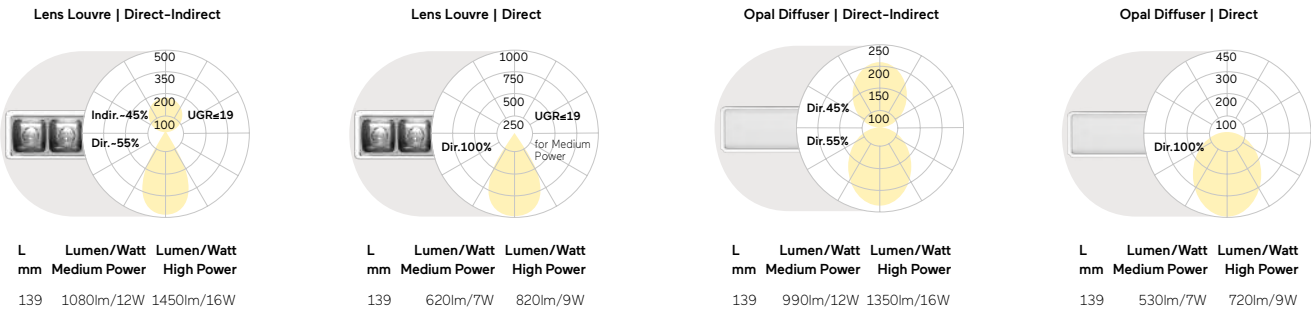 Lens Louvre | Direct-Indirect
500
350
200
Indir.~45% UGR≤19
100
Dir.~55%
L Lumen/Watt Lumen/Watt
mm Medium Power High Power
139 1080lm/12W 1450lm/16W
Lens Louvre | Direct
1000
750
500
UGR≤19
250
Dir.100%
for Medium
Power
L Lumen/Watt Lumen/Watt
mm Medium Power High Power
139 620lm/7W 820lm/9W
Opal Diffuser | Direct-Indirect
250
200
150
Dir.45%
100
Dir.55%
L Lumen/Watt Lumen/Watt
mm Medium Power High Power
139 990lm/12W 1350lm/16W
Opal Diffuser | Direct
450
300
200
100
Dir.100%
L Lumen/Watt Lumen/Watt
mm Medium Power High Power
139 530lm/7W 720lm/9W